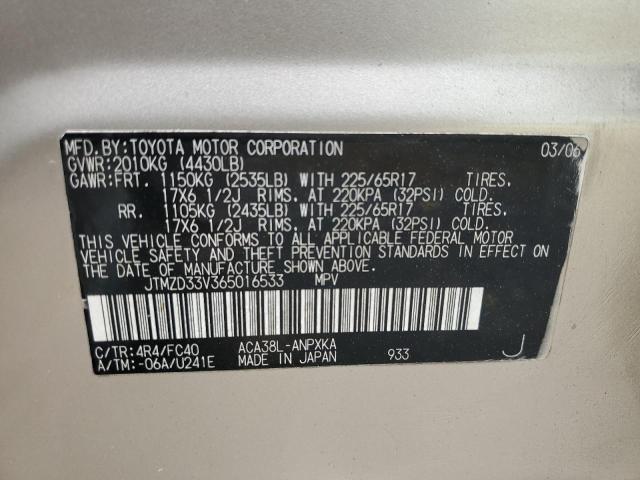 MFD. BY: TOYOTA MOTOR CORPORATION 03/06
GVWR: 2010KG (4430LB)
GAWR: FRT. 1150KG (2535LB) WITH 225/65R17 TIRES,
17X6 1/2J RIMS, AT 220KPA (32PSI) COLD.
RR. 1105KG (2435LB) WITH 225/65R17 TIRES,
17X6 1/2J RIMS, AT 220KPA (32PSI) COLD.
THIS VEHICLE CONFORMS TO ALL APPLICABLE FEDERAL MOTOR
VEHICLE SAFETY AND THEFT PREVENTION STANDARDS IN EFFECT ON
THE DATE OF MANUFACTURE SHOWN ABOVE.
JTMZD33V365016533 MPV
C/TR: 4R4/FC40 ACA38L-ANPXKA
A/TM: -06A/U241E MADE IN JAPAN 933 J